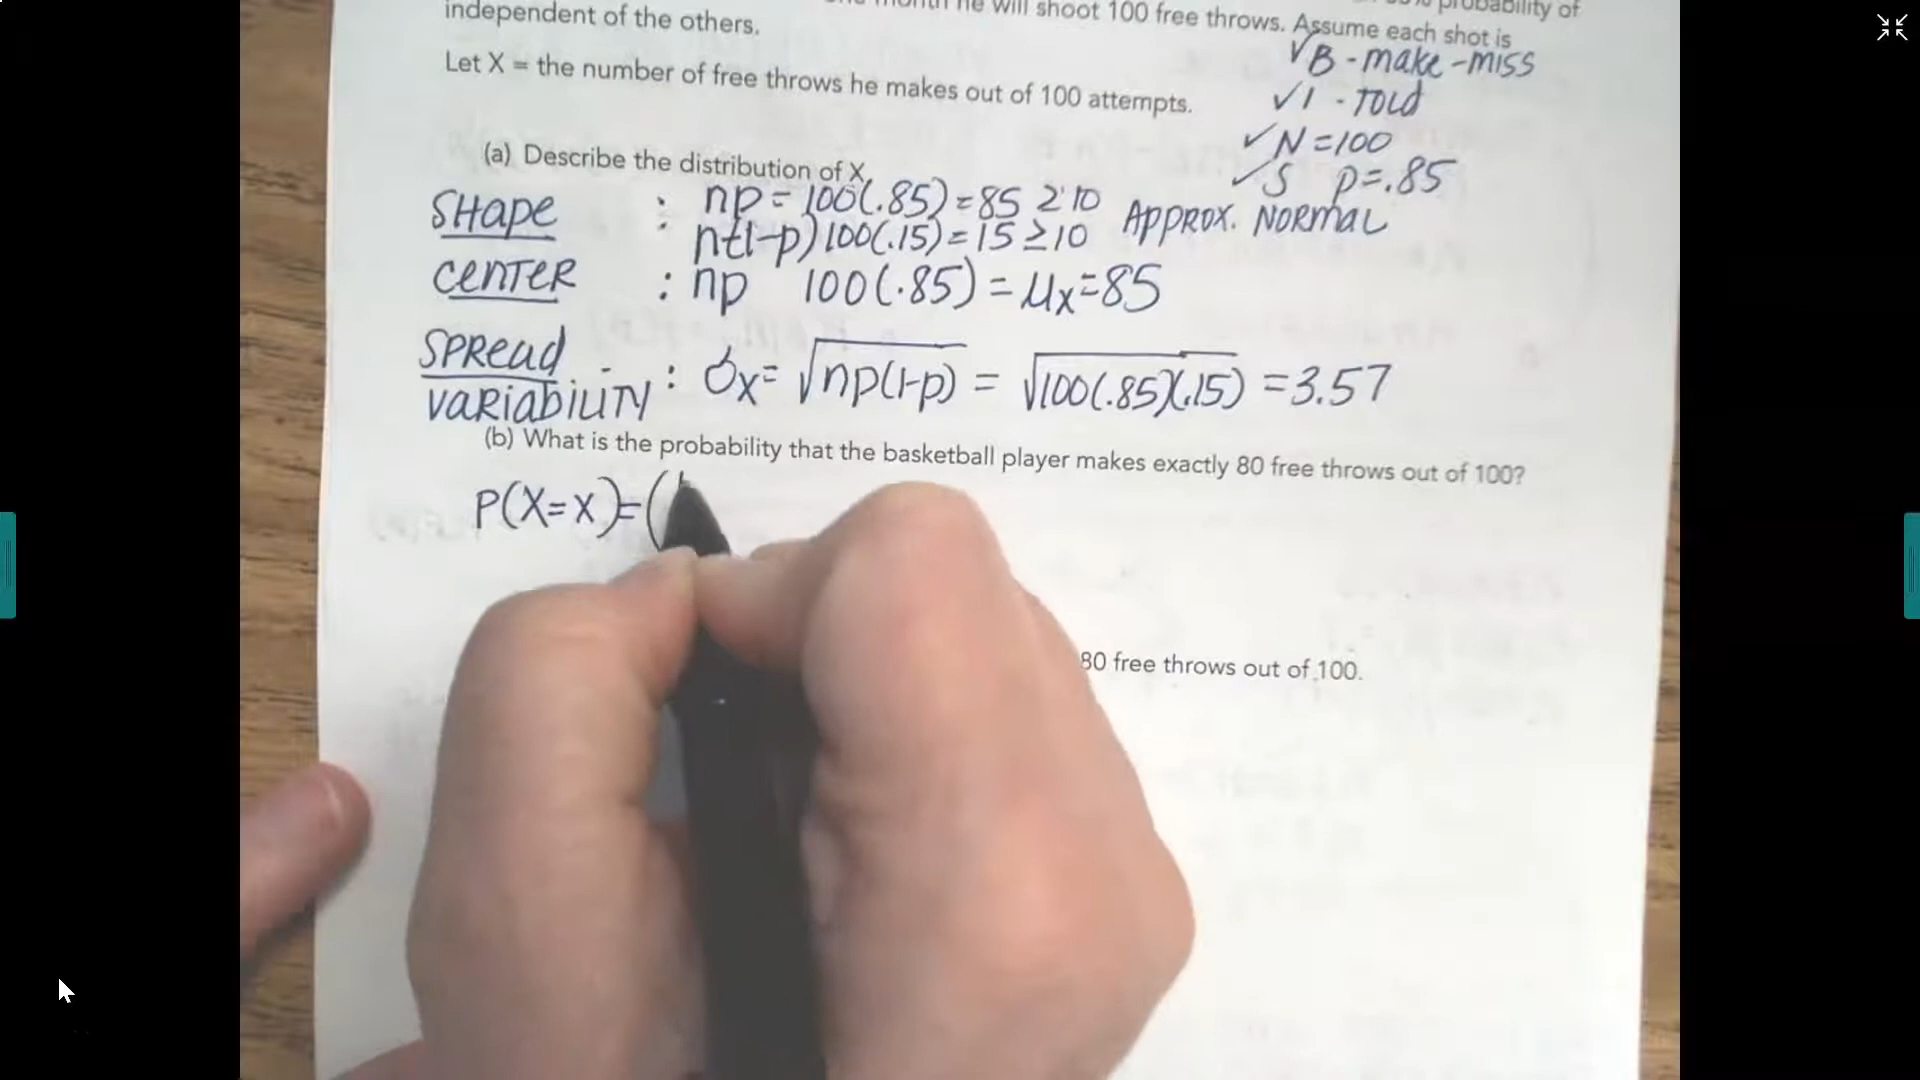 probability of
month he will shoot 100 free throws. Assume each shot is
independent of the others.
Let X = the number of free throws he makes out of 100 attempts.
✓B - make - miss
✓I - Told
✓N = 100
✓S p = .85
(a) Describe the distribution of X.
SHAPE : np = 100(.85) = 85 ≥ 10
n(1-p) 100(.15) = 15 ≥ 10 APPROX. NORMAL
CENTER : np 100(.85) = μx = 85
SPREAD
VARIABILITY : σx = √np(1-p) = √100(.85)(.15) = 3.57
(b) What is the probability that the basketball player makes exactly 80 free throws out of 100?
P(X=x) = (
80 free throws out of 100.